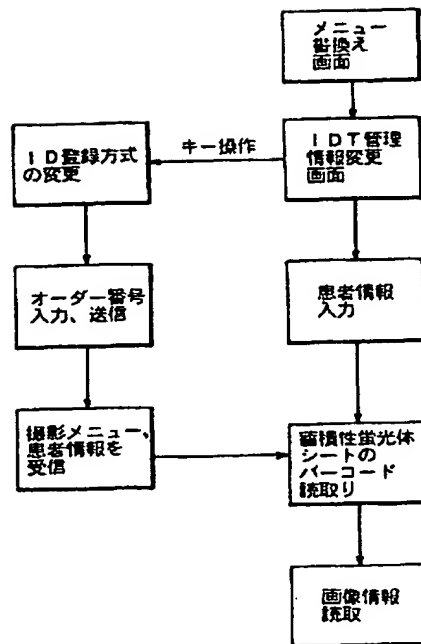 メニュー
書換え
画面
IDT管理
情報変更
画面
キー操作
ID登録方式
の変更
オーダー番号
入力、送信
患者情報
入力
撮影メニュー、
患者情報を
受信
蓄積性蛍光体
シートの
バーコード
読取り
画像情報
読取